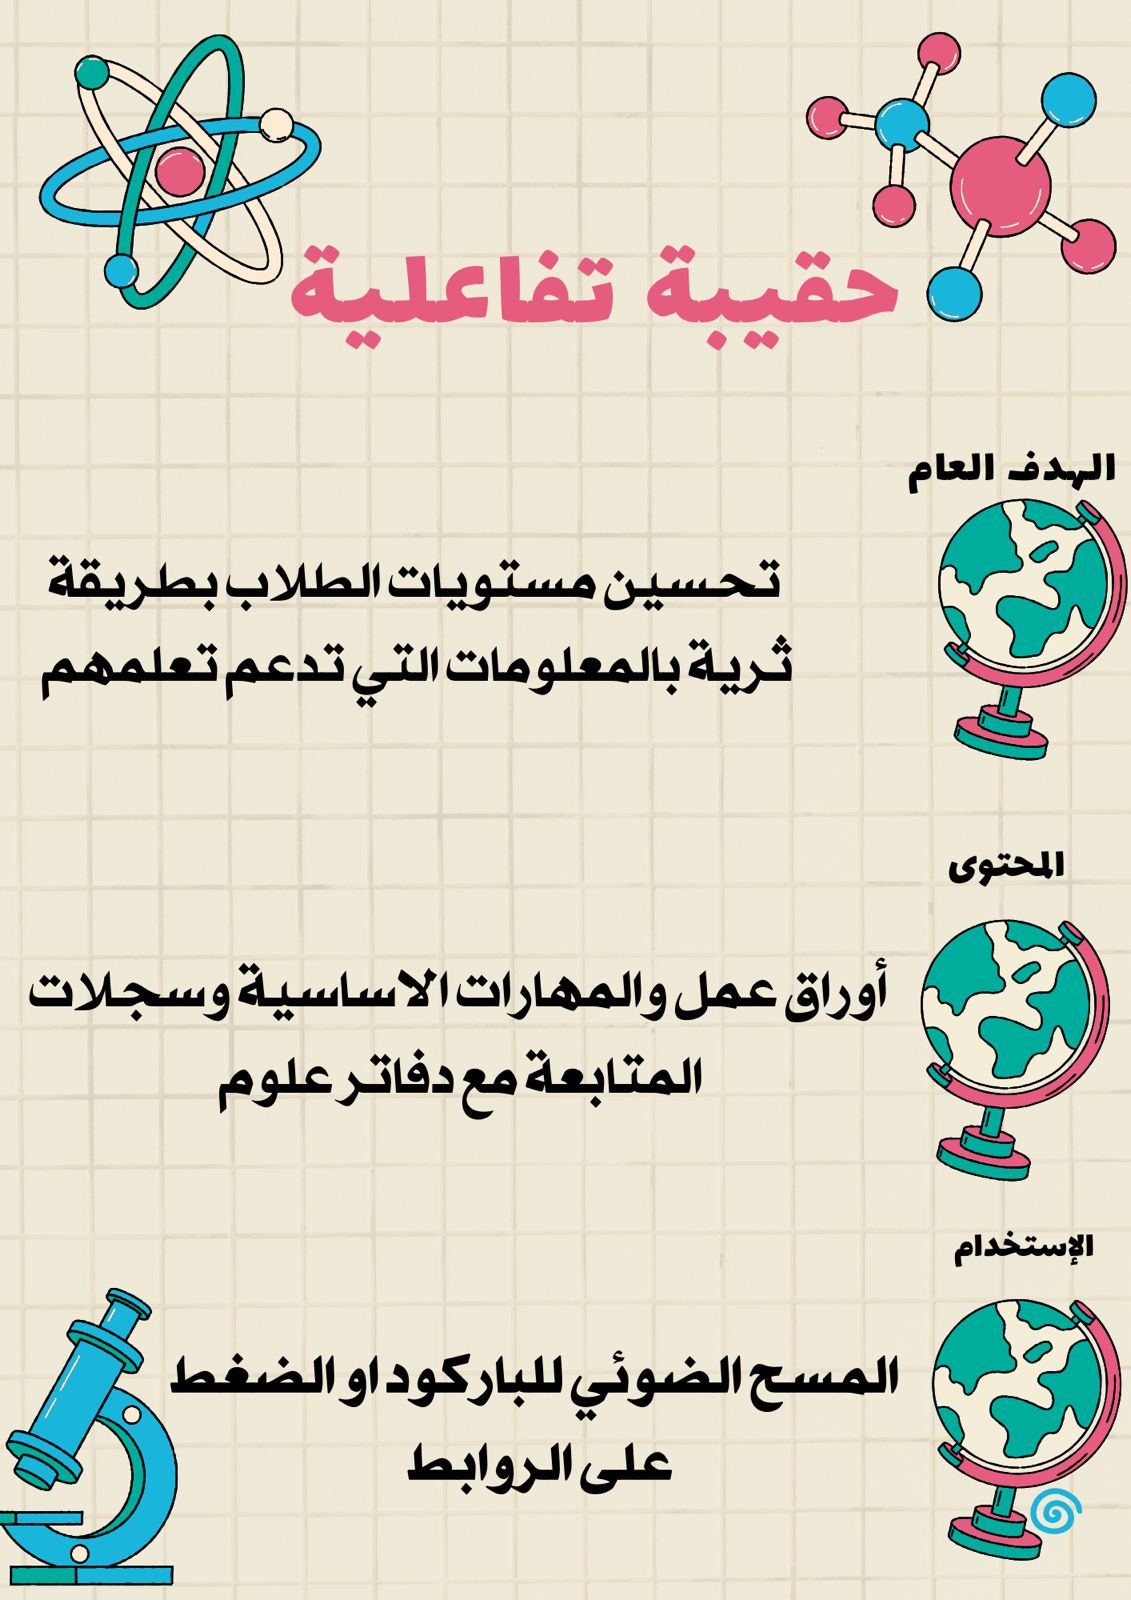 حقيبة تفاعلية
الهدف العام
تحسين مستويات الطلاب بطريقة
ثرية بالمعلومات التي تدعم تعلمهم
المحتوى
أوراق عمل والمهارات الاساسية وسجلات
المتابعة مع دفاتر علوم
الإستخدام
المسح الضوئي للباركود او الضغط
على الروابط